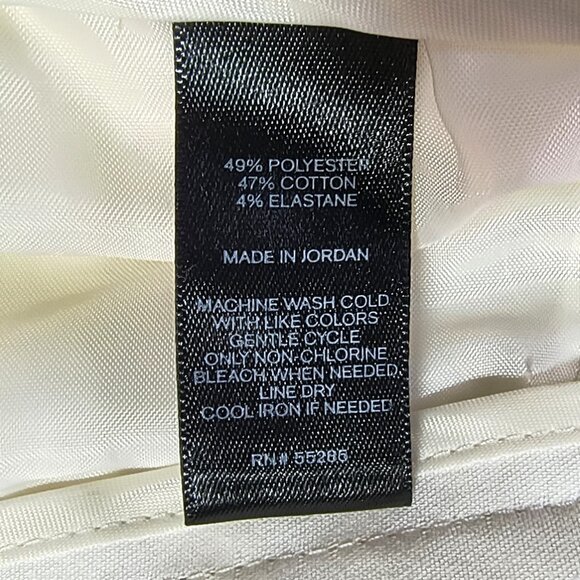 49% POLYESTER
47% COTTON
4% ELASTANE
MADE IN JORDAN
MACHINE WASH COLD
WITH LIKE COLORS
GENTLE CYCLE
ONLY NON-CHLORINE
BLEACH WHEN NEEDED
LINE DRY
COOL IRON IF NEEDED
RN# 55285